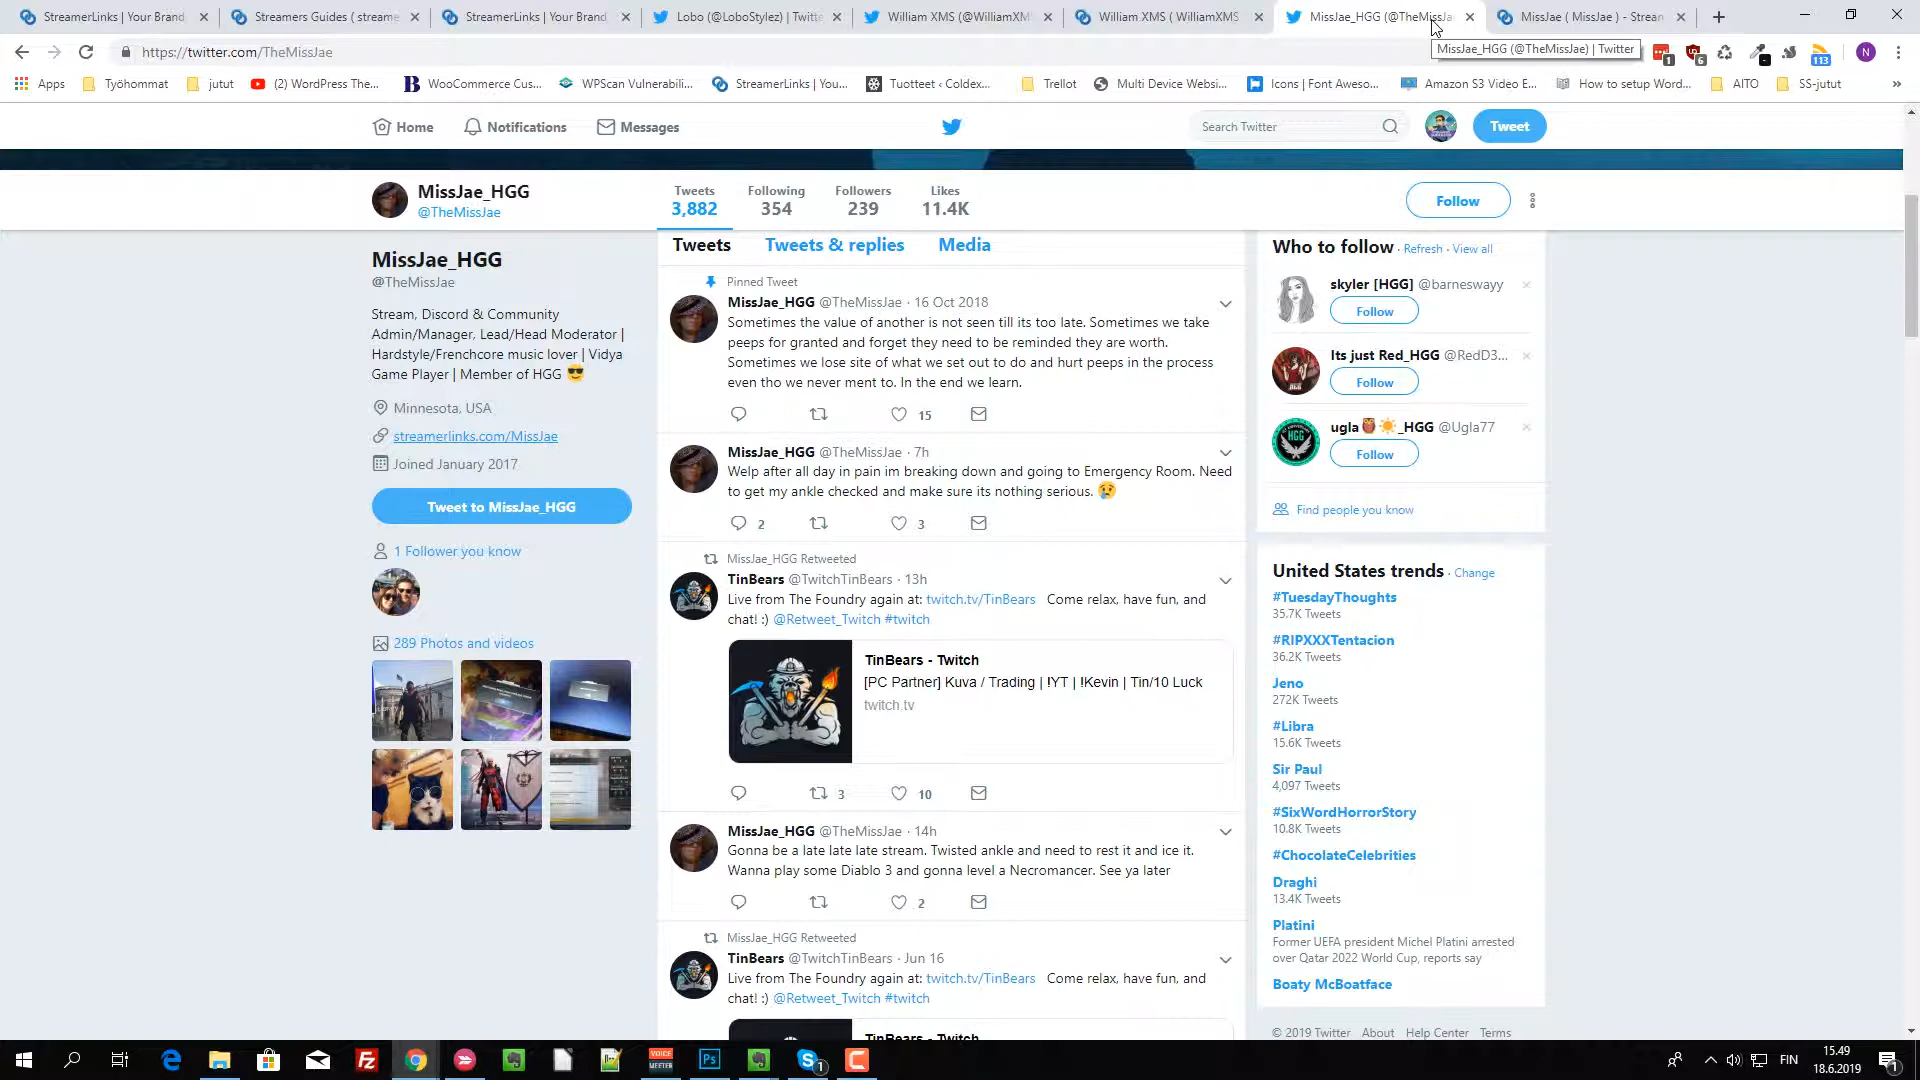 StreamerLinks | Your Brand
Streamers Guides ( streame
StreamerLinks | Your Brand
Lobo (@LoboStylez) | Twitte
William XMS (@WilliamXM
William XMS ( WilliamXMS
MissJae_HGG (@TheMissJa
MissJae ( MissJae ) - Stream
https://twitter.com/TheMissJae
MissJae_HGG (@TheMissJae) | Twitter
1
6
113
N
Apps
Työhommat
jutut
(2) WordPress The...
WooCommerce Cus...
WPScan Vulnerabili...
StreamerLinks | You...
Tuotteet ‹ Coldex...
Trellot
Multi Device Websi...
Icons | Font Aweso...
Amazon S3 Video E...
How to setup Word...
AITO
SS-jutut
»
Home
Notifications
Messages
Search Twitter
Tweet
MissJae_HGG
@TheMissJae
Tweets
3,882
Following
354
Followers
239
Likes
11.4K
Follow
MissJae_HGG
@TheMissJae
Stream, Discord & Community
Admin/Manager, Lead/Head Moderator |
Hardstyle/Frenchcore music lover | Vidya
Game Player | Member of HGG 😎
Minnesota, USA
streamerlinks.com/MissJae
Joined January 2017
Tweet to MissJae_HGG
1 Follower you know
289 Photos and videos
Tweets Tweets & replies Media
Pinned Tweet
MissJae_HGG @TheMissJae · 16 Oct 2018
Sometimes the value of another is not seen till its too late. Sometimes we take
peeps for granted and forget they need to be reminded they are worth.
Sometimes we lose site of what we set out to do and hurt peeps in the process
even tho we never ment to. In the end we learn.
15
MissJae_HGG @TheMissJae · 7h
Welp after all day in pain im breaking down and going to Emergency Room. Need
to get my ankle checked and make sure its nothing serious. 😢
2 3
MissJae_HGG Retweeted
TinBears @TwitchTinBears · 13h
Live from The Foundry again at: twitch.tv/TinBears Come relax, have fun, and
chat! :) @Retweet_Twitch #twitch
TinBears - Twitch
[PC Partner] Kuva / Trading | !YT | !Kevin | Tin/10 Luck
twitch.tv
3 10
MissJae_HGG @TheMissJae · 14h
Gonna be a late late late stream. Twisted ankle and need to rest it and ice it.
Wanna play some Diablo 3 and gonna level a Necromancer. See ya later
2
MissJae_HGG Retweeted
TinBears @TwitchTinBears · Jun 16
Live from The Foundry again at: twitch.tv/TinBears Come relax, have fun, and
chat! :) @Retweet_Twitch #twitch
TinBears - Twitch
Who to follow · Refresh · View all
skyler [HGG] @barneswayy
Follow
Its just Red_HGG @RedD3...
Follow
ugla🦉☀️_HGG @Ugla77
Follow
HGG
Find people you know
United States trends · Change
#TuesdayThoughts
35.7K Tweets
#RIPXXXTentacion
36.2K Tweets
Jeno
272K Tweets
#Libra
15.6K Tweets
Sir Paul
4,097 Tweets
#SixWordHorrorStory
10.8K Tweets
#ChocolateCelebrities
Draghi
13.4K Tweets
Platini
Former UEFA president Michel Platini arrested
over Qatar 2022 World Cup, reports say
Boaty McBoatface
© 2019 Twitter About Help Center Terms
Fz
VOICE
MEETER
Ps
S
1
C
FIN
15.49
18.6.2019
1